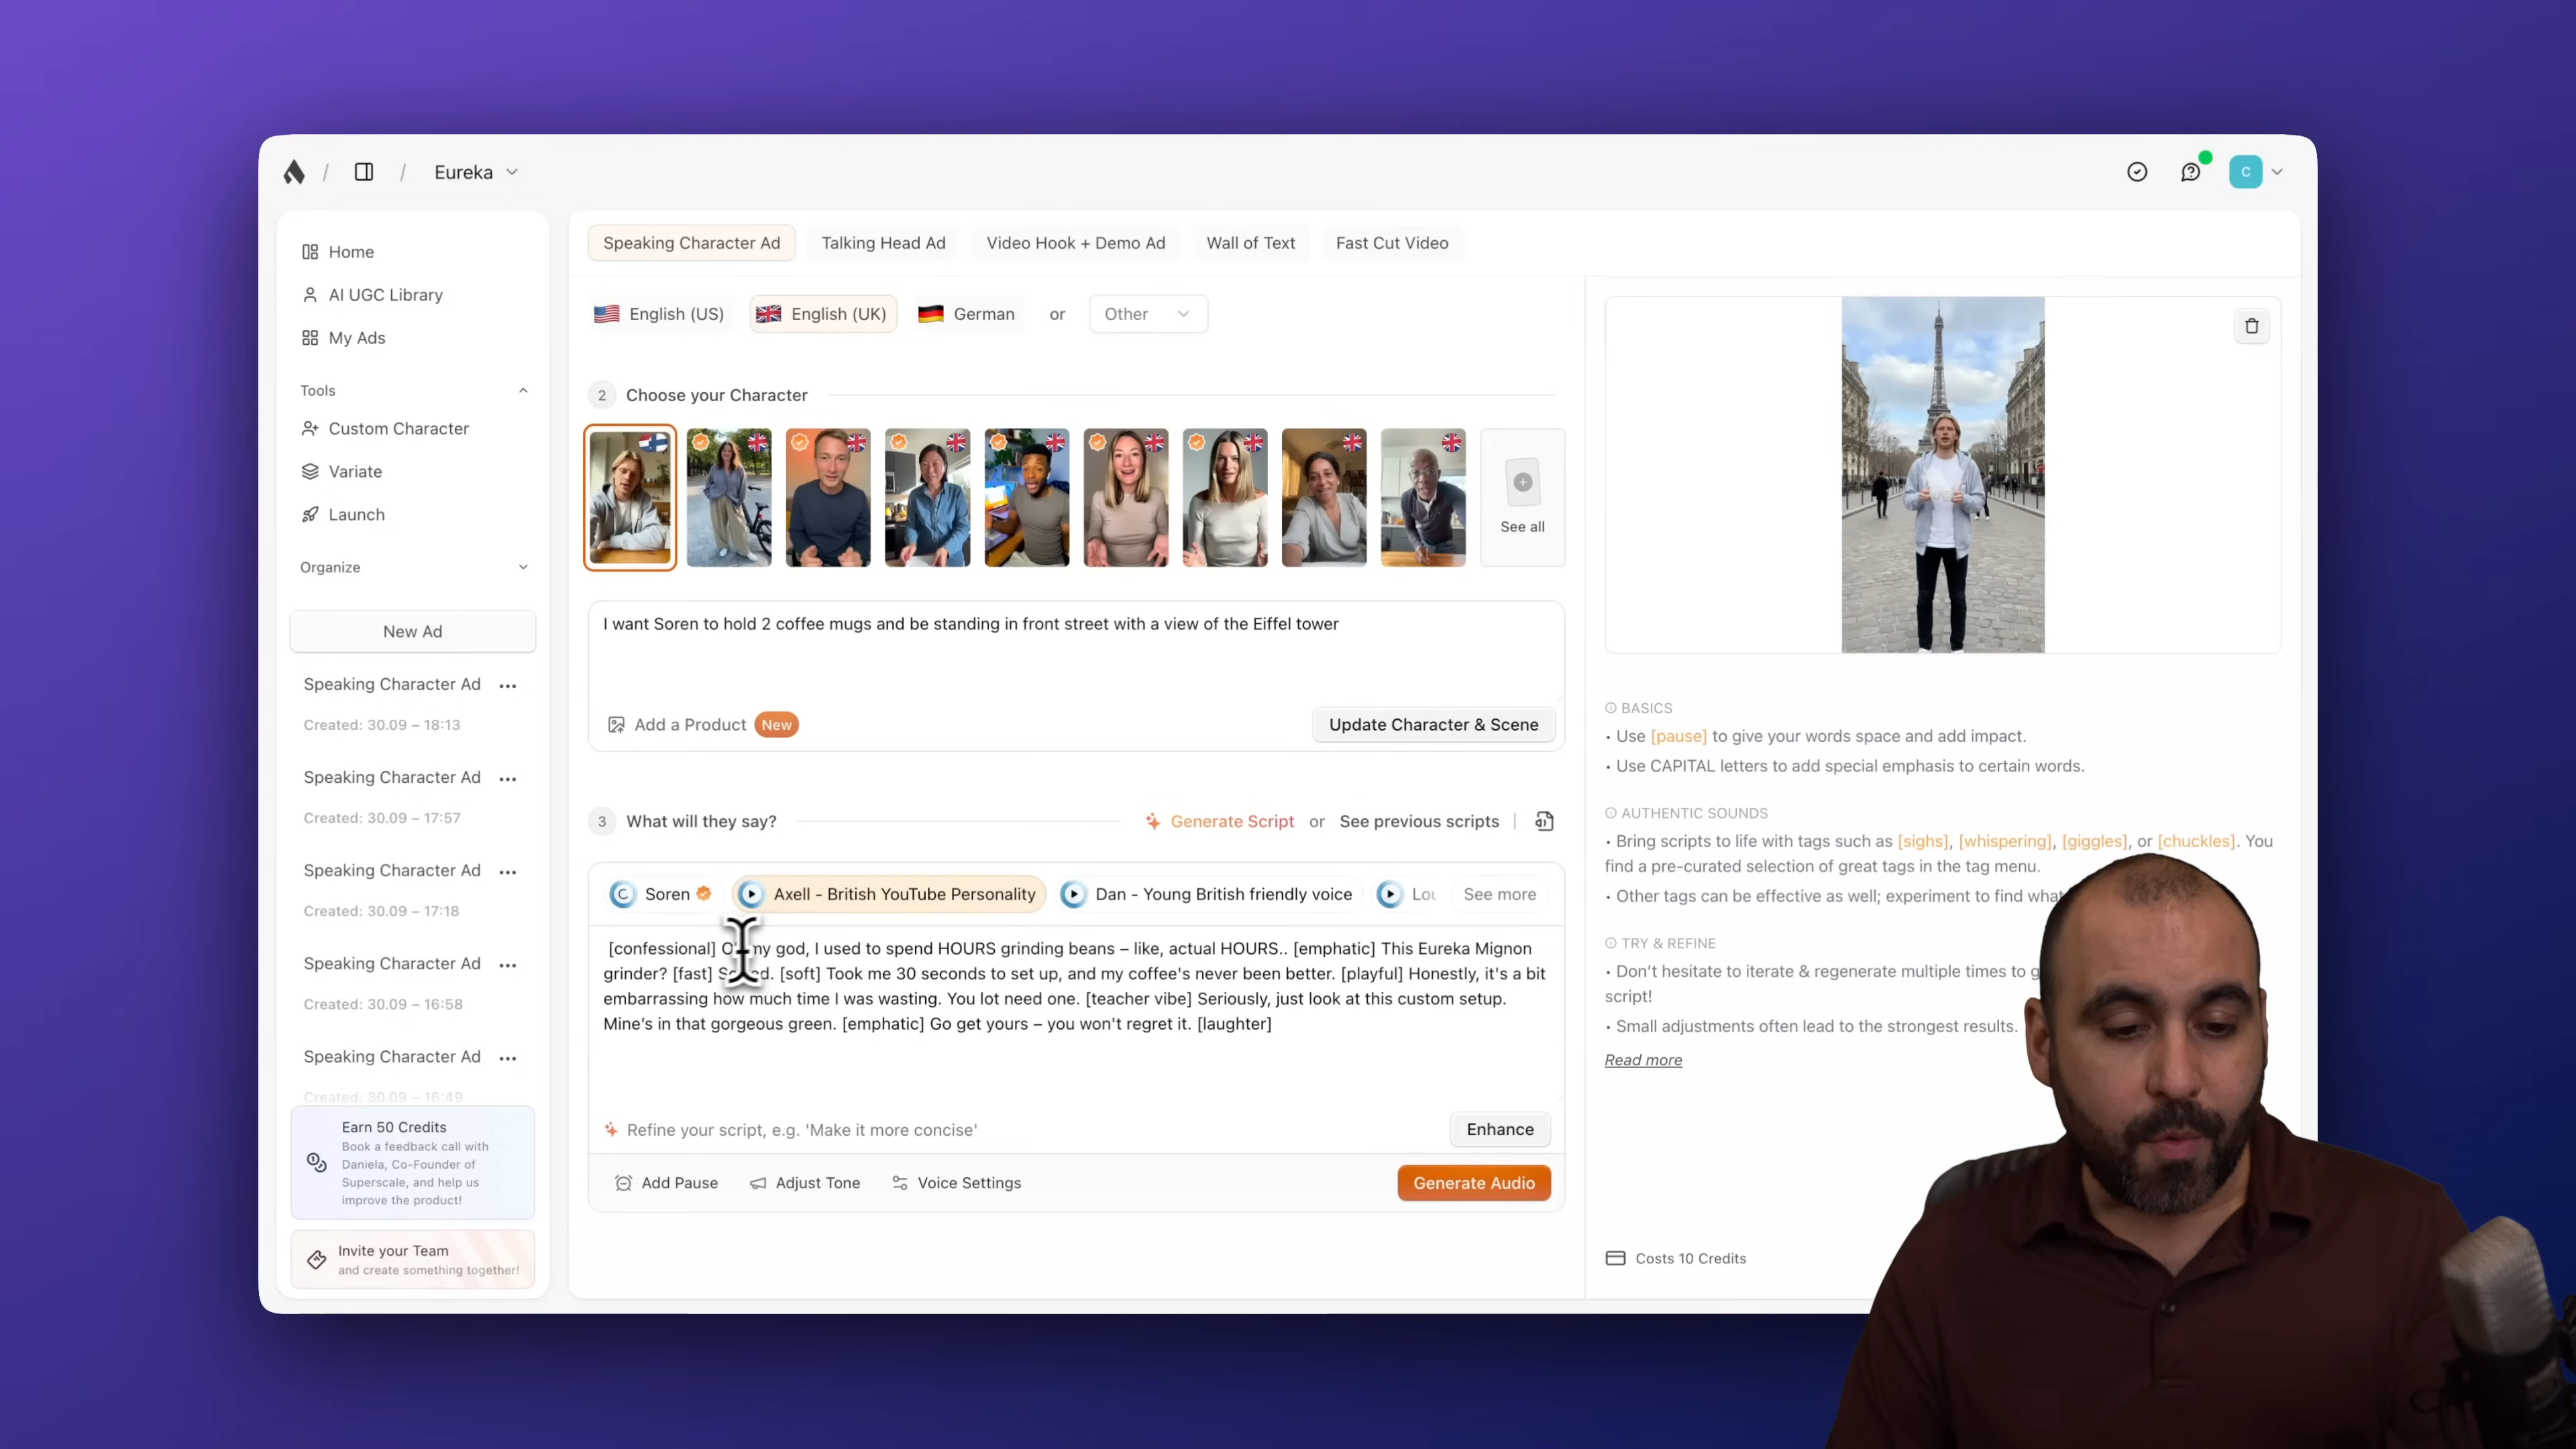 / / Eureka
C
Home
AI UGC Library
My Ads
Tools
Custom Character
Variate
Launch
Organize
New Ad
Speaking Character Ad
Created: 30.09 – 18:13
Speaking Character Ad
Created: 30.09 – 17:57
Speaking Character Ad
Created: 30.09 – 17:18
Speaking Character Ad
Created: 30.09 – 16:58
Speaking Character Ad
Created: 30.09 – 16:49
Earn 50 Credits
Book a feedback call with
Daniela, Co-Founder of
Superscale, and help us
improve the product!
Invite your Team
and create something together!
Speaking Character Ad Talking Head Ad Video Hook + Demo Ad Wall of Text Fast Cut Video
English (US) English (UK) German or Other
2 Choose your Character
See all
I want Soren to hold 2 coffee mugs and be standing in front street with a view of the Eiffel tower
Add a Product New Update Character & Scene
3 What will they say? Generate Script or See previous scripts
Soren Axell - British YouTube Personality Dan - Young British friendly voice Lou See more
[confessional] my god, I used to spend HOURS grinding beans – like, actual HOURS.. [emphatic] This Eureka Mignon
grinder? [fast] [soft] Took me 30 seconds to set up, and my coffee's never been better. [playful] Honestly, it's a bit
embarrassing how much time I was wasting. You lot need one. [teacher vibe] Seriously, just look at this custom setup.
Mine's in that gorgeous green. [emphatic] Go get yours – you won't regret it. [laughter]
Refine your script, e.g. 'Make it more concise' Enhance
Add Pause Adjust Tone Voice Settings Generate Audio
BASICS
• Use [pause] to give your words space and add impact.
• Use CAPITAL letters to add special emphasis to certain words.
AUTHENTIC SOUNDS
• Bring scripts to life with tags such as [sighs], [whispering], [giggles], or [chuckles]. You
find a pre-curated selection of great tags in the tag menu.
• Other tags can be effective as well; experiment to find
TRY & REFINE
• Don't hesitate to iterate & regenerate multiple times to
script!
• Small adjustments often lead to the strongest results.
Read more
Costs 10 Credits